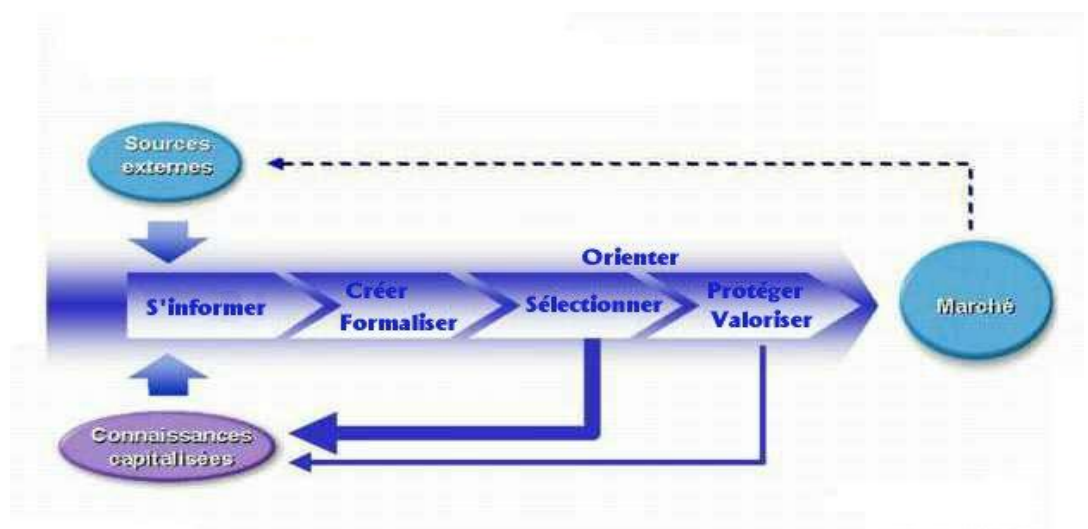 Sources
externes
Orienter
S'informer
Créer
Formaliser
Sélectionner
Protéger
Valoriser
Marché
Connaissances
capitalisées